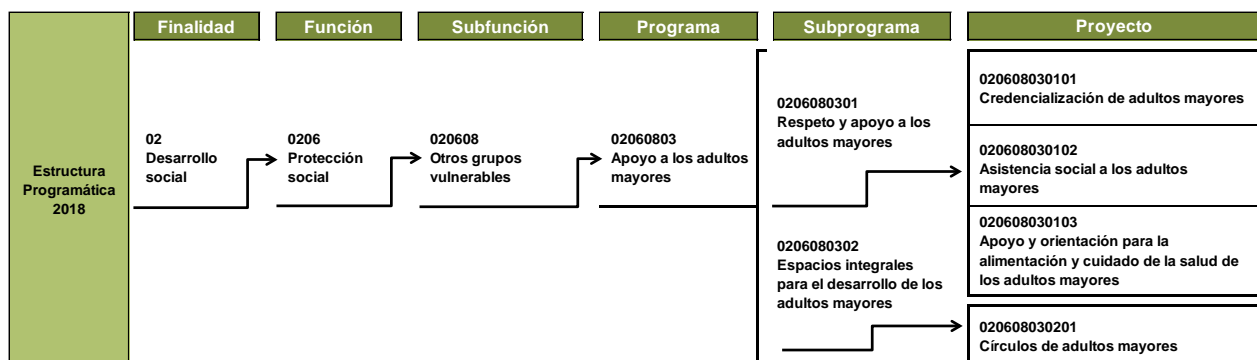 Finalidad
Función
Subfunción
Programa
Subprograma
Proyecto
Estructura
Programática
2018
02
Desarrollo
social
0206
Protección
social
020608
Otros grupos
vulnerables
02060803
Apoyo a los adultos
mayores
0206080301
Respeto y apoyo a los
adultos mayores
020608030101
Credencialización de adultos mayores
020608030102
Asistencia social a los adultos
mayores
020608030103
Apoyo y orientación para la
alimentación y cuidado de la salud de
los adultos mayores
0206080302
Espacios integrales
para el desarrollo de los
adultos mayores
020608030201
Círculos de adultos mayores